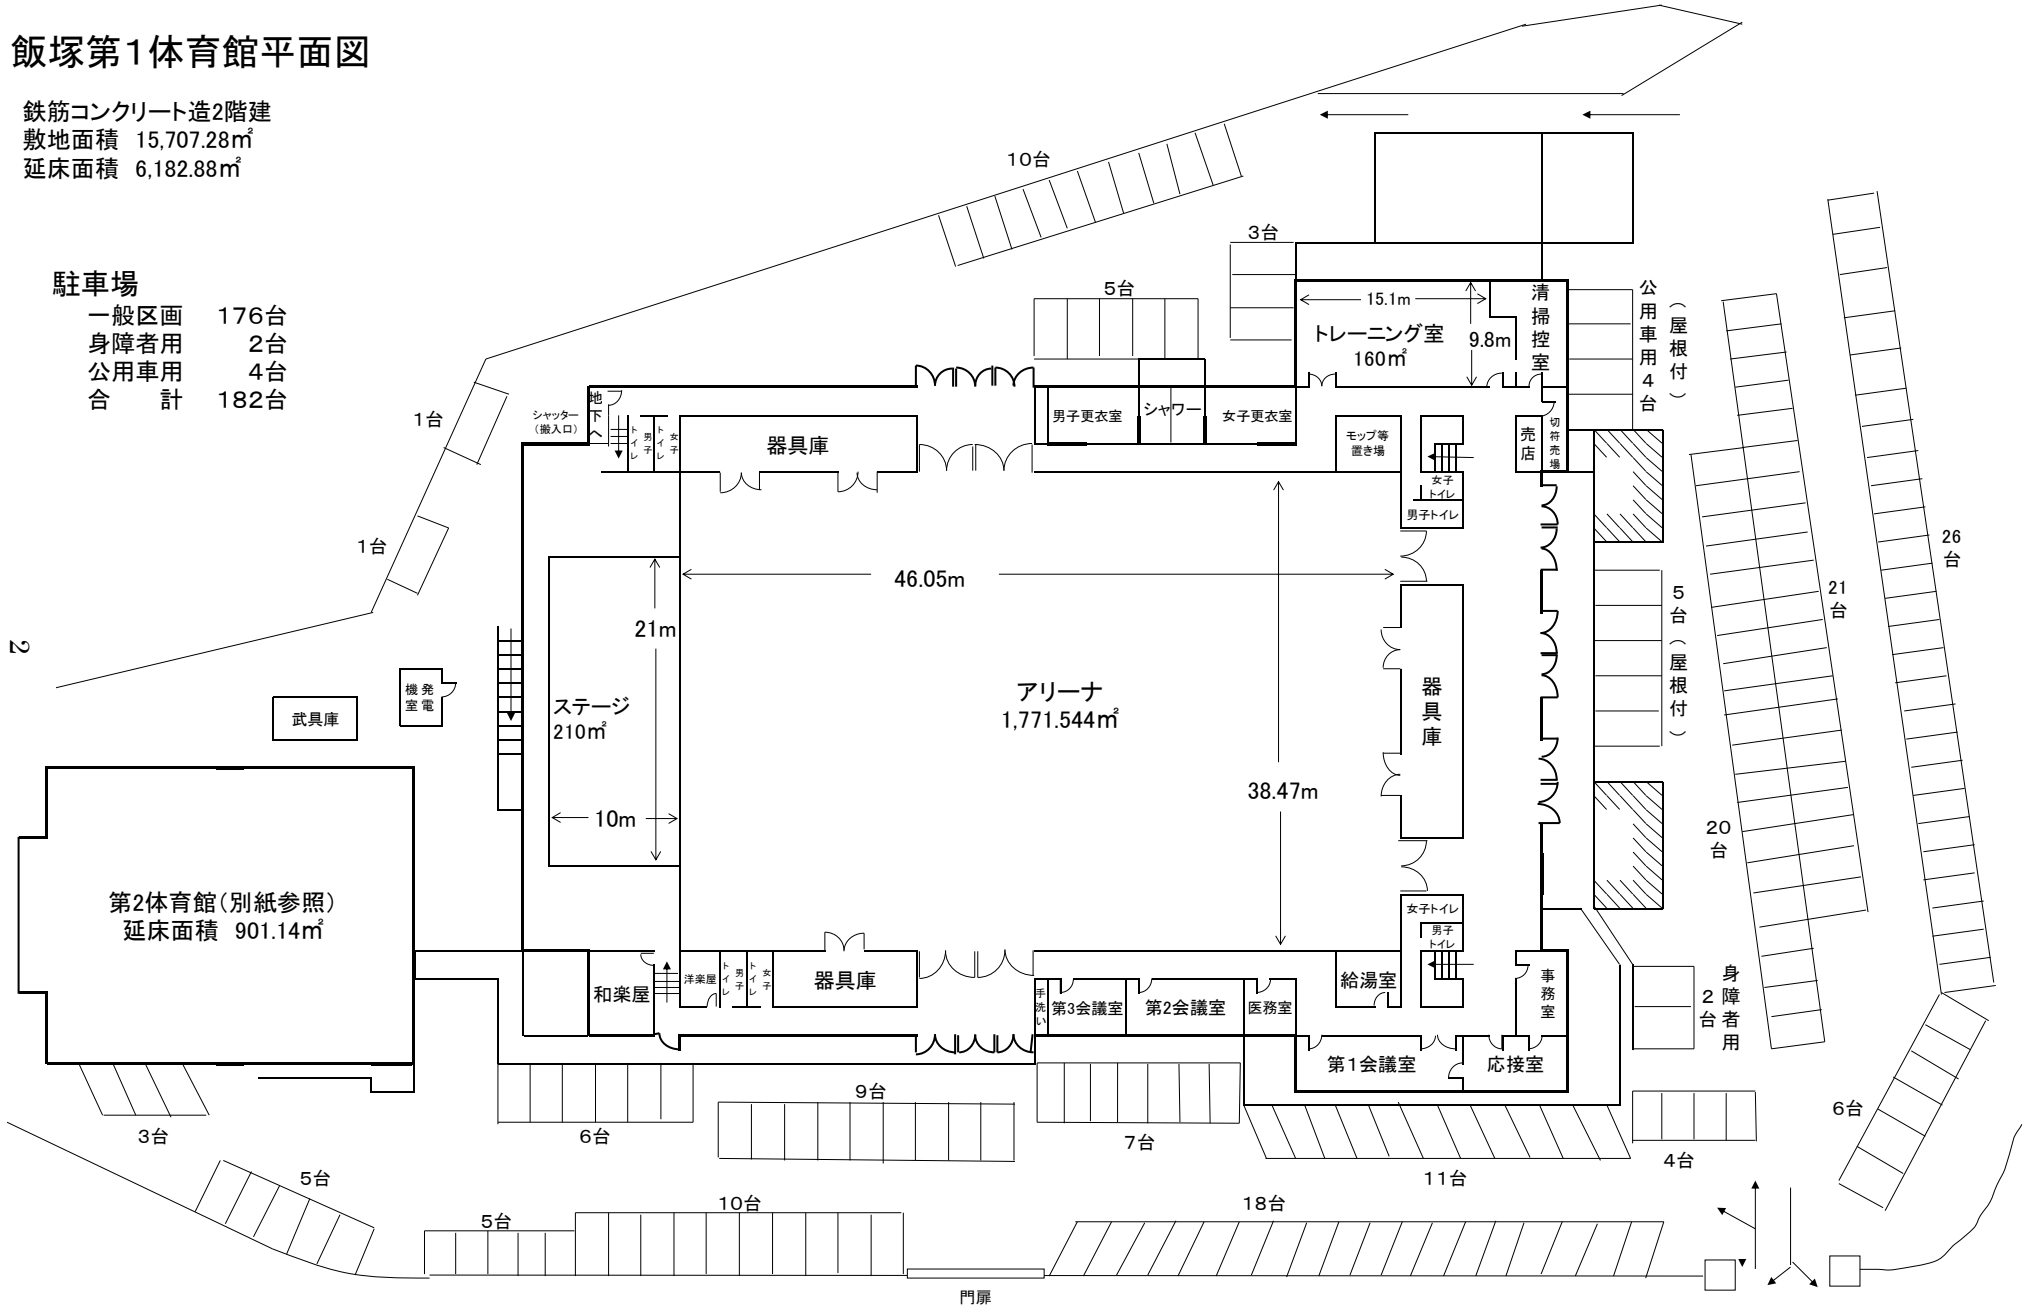 飯塚第1体育館平面図
鉄筋コンクリート造2階建
敷地面積 15,707.28㎡
延床面積 6,182.88㎡
駐車場
一般区画 176台
身障者用 2台
公用車用 4台
合 計 182台
10台
3台
5台
1台
1台
15.1m
9.8m
トレーニング室
160㎡
清掃控室
公用車用4台
（屋根付）
シャッター
（搬入口）
地下へ
男子トイレ
女子トイレ
器具庫
男子更衣室
シャワー
女子更衣室
モップ等
置き場
売店
切符売場
女子
トイレ
男子トイレ
46.05m
21m
アリーナ
1,771.544㎡
38.47m
10m
ステージ
210㎡
器具庫
5台（屋根付）
26台
21台
20台
2
武具庫
発電機室
第2体育館（別紙参照）
延床面積 901.14㎡
女子トイレ
男子
トイレ
和楽屋
洋楽屋
男子トイレ
女子トイレ
器具庫
手洗い
第3会議室
第2会議室
医務室
給湯室
事務室
第1会議室
応接室
身障者用
2台
3台
6台
9台
7台
11台
4台
6台
5台
5台
10台
18台
門扉